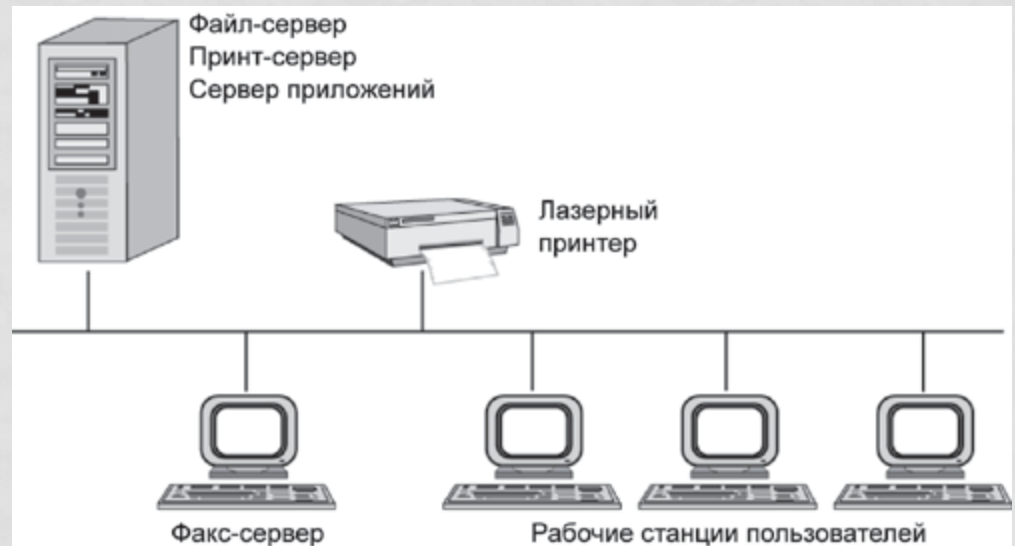 Файл-сервер
Принт-сервер
Сервер приложений
Лазерный
принтер
Факс-сервер
Рабочие станции пользователей